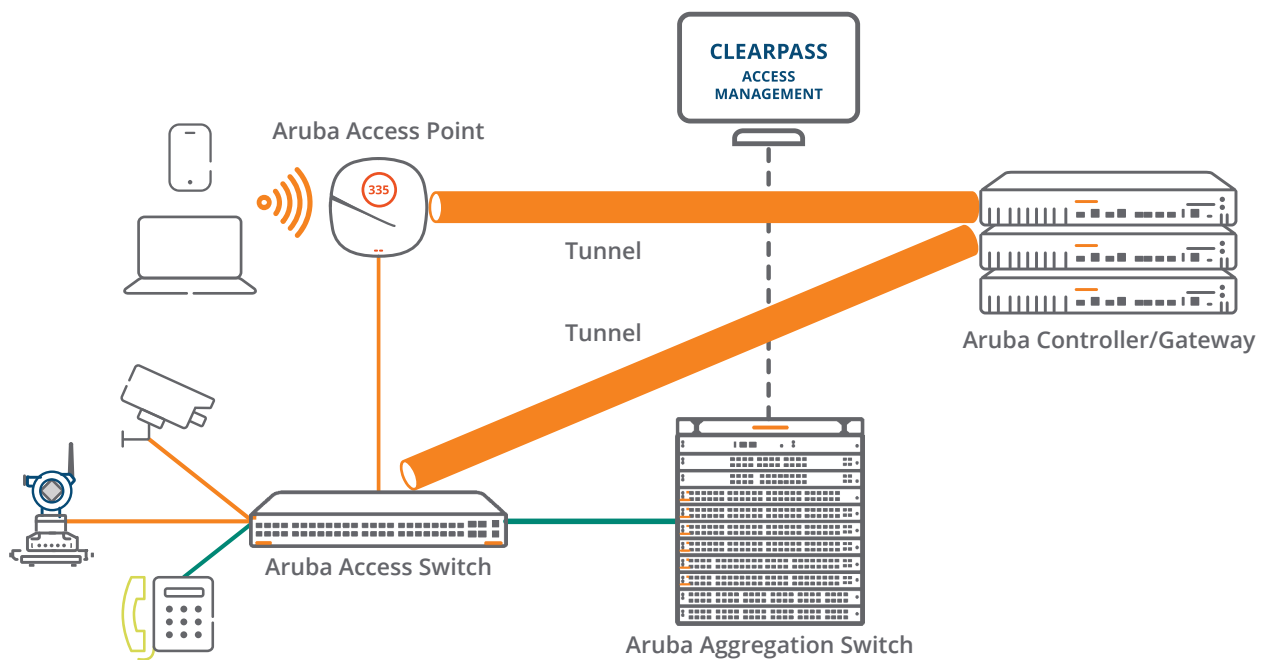 CLEARPASS
ACCESS
MANAGEMENT
Aruba Access Point
335
Tunnel
Tunnel
Aruba Controller/Gateway
Aruba Access Switch
Aruba Aggregation Switch